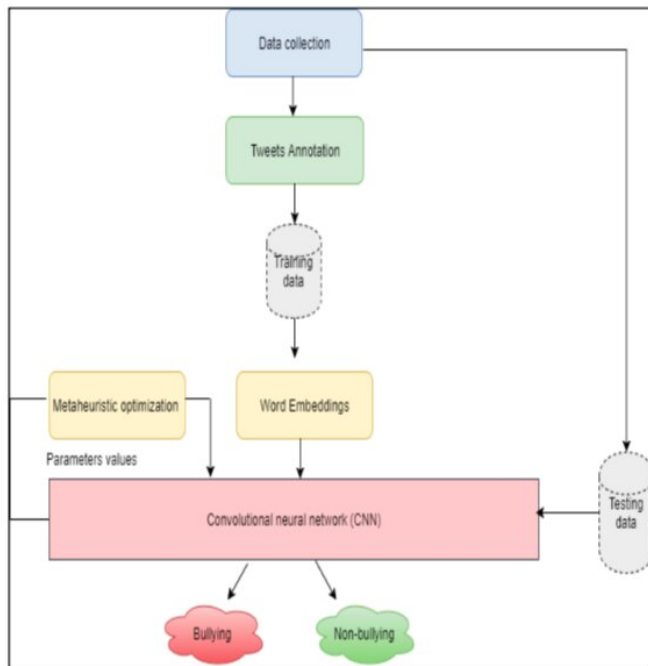 Data collection
Tweets Annotation
Training
data
Metaheuristic optimization
Word Embeddings
Parameters values
Convolutional neural network (CNN)
Testing
data
Bullying
Non-bullying